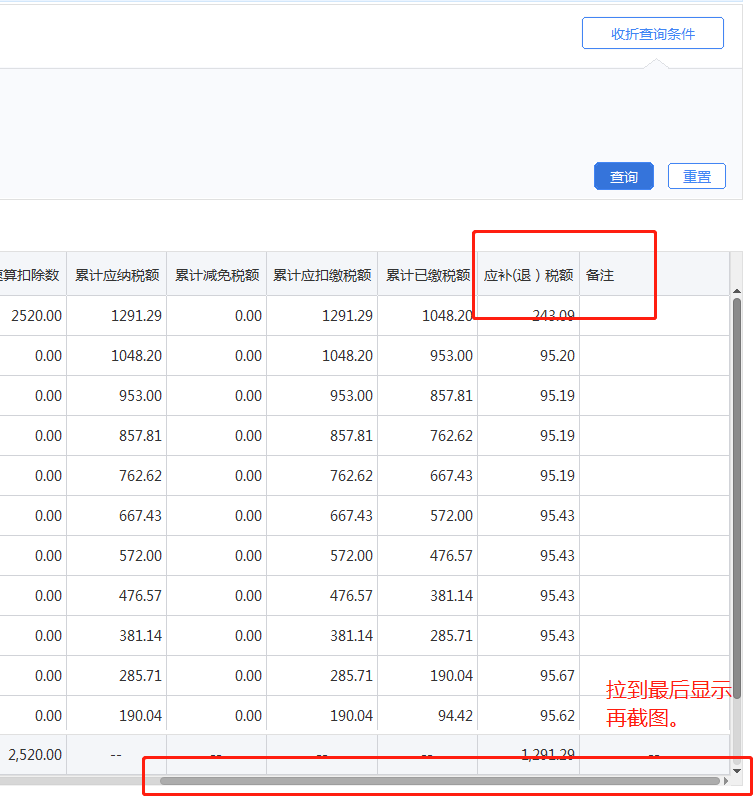 收折查询条件
查询 重置
速算扣除数 累计应纳税额 累计减免税额 累计应扣缴税额 累计已缴税额 应补(退)税额 备注
2520.00 1291.29 0.00 1291.29 1048.20 243.09
0.00 1048.20 0.00 1048.20 953.00 95.20
0.00 953.00 0.00 953.00 857.81 95.19
0.00 857.81 0.00 857.81 762.62 95.19
0.00 762.62 0.00 762.62 667.43 95.19
0.00 667.43 0.00 667.43 572.00 95.43
0.00 572.00 0.00 572.00 476.57 95.43
0.00 476.57 0.00 476.57 381.14 95.43
0.00 381.14 0.00 381.14 285.71 95.43
0.00 285.71 0.00 285.71 190.04 95.67
0.00 190.04 0.00 190.04 94.42 95.62
2,520.00 -- -- -- -- 1,291.29 --
拉到最后显示
再截图。